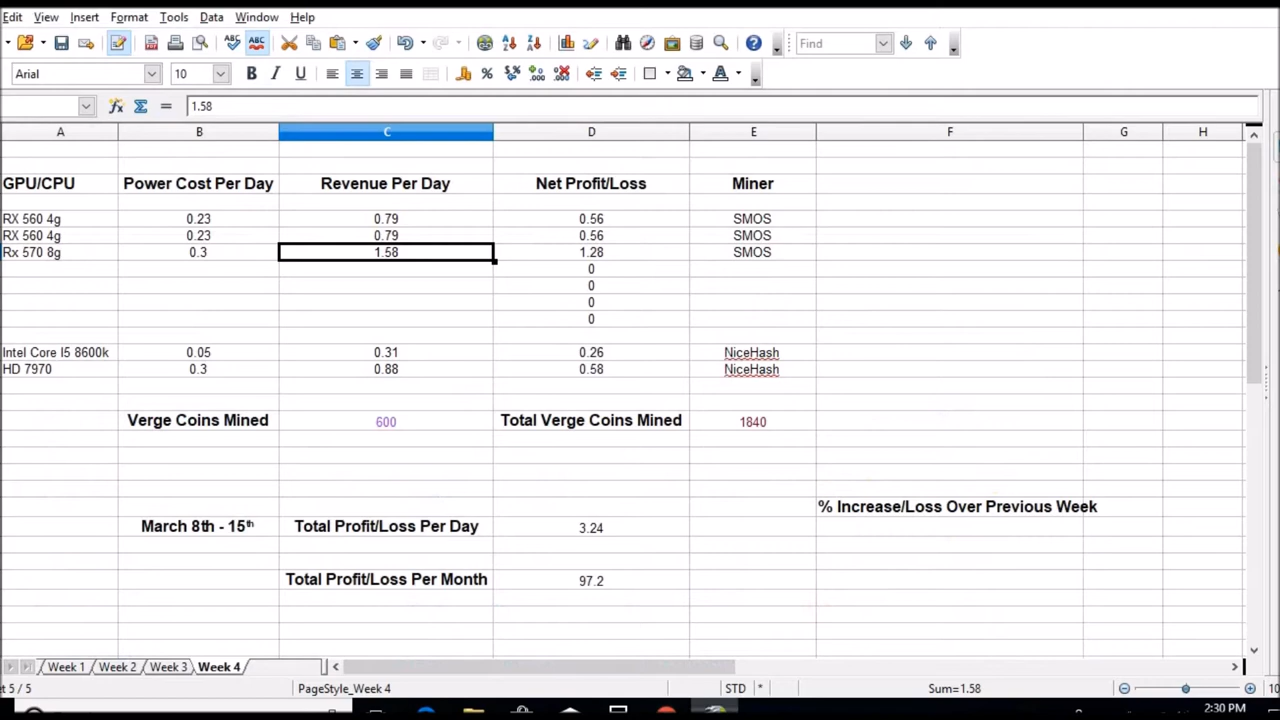 Edit View Insert Format Tools Data Window Help
Find
Arial 10
1.58
A B C D E F G H
GPU/CPU Power Cost Per Day Revenue Per Day Net Profit/Loss Miner
RX 560 4g 0.23 0.79 0.56 SMOS
RX 560 4g 0.23 0.79 0.56 SMOS
Rx 570 8g 0.3 1.58 1.28 SMOS
0
0
0
0
Intel Core I5 8600k 0.05 0.31 0.26 NiceHash
HD 7970 0.3 0.88 0.58 NiceHash
Verge Coins Mined 600 Total Verge Coins Mined 1840
% Increase/Loss Over Previous Week
March 8th - 15th Total Profit/Loss Per Day 3.24
Total Profit/Loss Per Month 97.2
Week 1 Week 2 Week 3 Week 4
5 / 5 PageStyle_Week 4 STD * Sum=1.58
2:30 PM